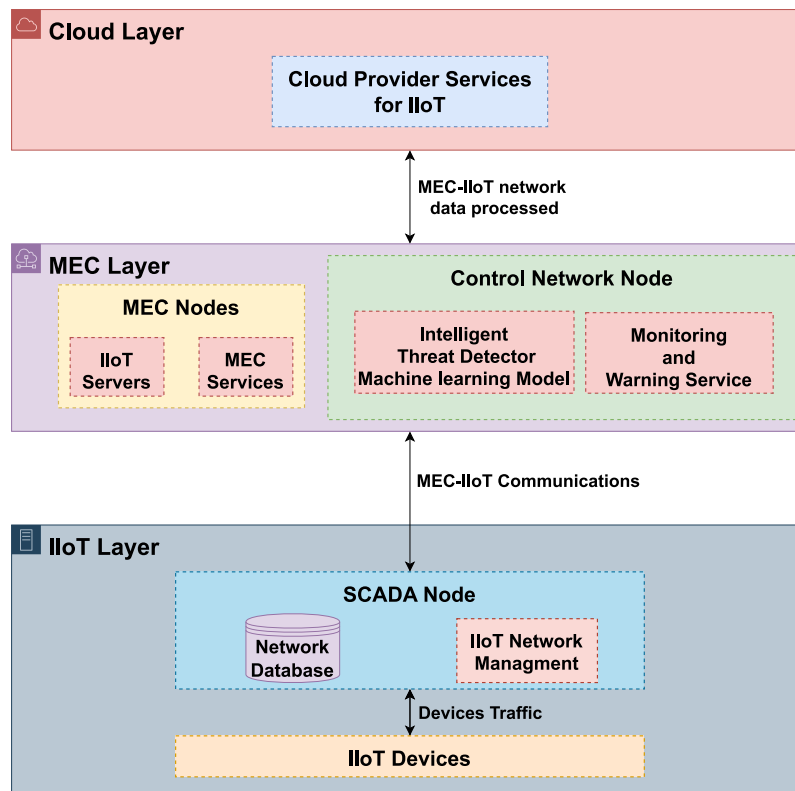 Cloud Layer
Cloud Provider Services
for IIoT
MEC-IIoT network
data processed
MEC Layer
MEC Nodes
IIoT
Servers
MEC
Services
Control Network Node
Intelligent
Threat Detector
Machine learning Model
Monitoring
and
Warning Service
MEC-IIoT Communications
IIoT Layer
SCADA Node
Network
Database
IIoT Network
Managment
Devices Traffic
IIoT Devices